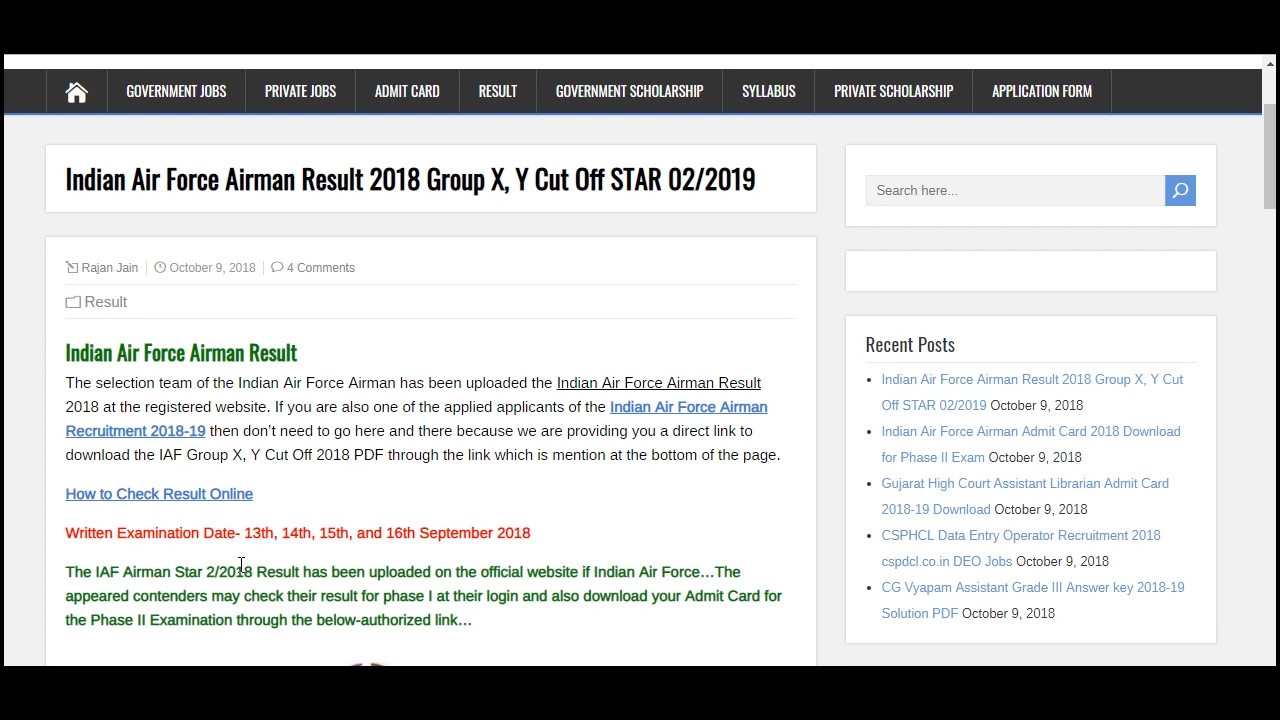 GOVERNMENT JOBS PRIVATE JOBS ADMIT CARD RESULT GOVERNMENT SCHOLARSHIP SYLLABUS PRIVATE SCHOLARSHIP APPLICATION FORM
Indian Air Force Airman Result 2018 Group X, Y Cut Off STAR 02/2019
Rajan Jain October 9, 2018 4 Comments
Result
Indian Air Force Airman Result
The selection team of the Indian Air Force Airman has been uploaded the Indian Air Force Airman Result
2018 at the registered website. If you are also one of the applied applicants of the Indian Air Force Airman
Recruitment 2018-19 then don’t need to go here and there because we are providing you a direct link to
download the IAF Group X, Y Cut Off 2018 PDF through the link which is mention at the bottom of the page.
How to Check Result Online
Written Examination Date- 13th, 14th, 15th, and 16th September 2018
The IAF Airman Star 2/2018 Result has been uploaded on the official website if Indian Air Force…The
appeared contenders may check their result for phase I at their login and also download your Admit Card for
the Phase II Examination through the below-authorized link…
Search here...
Recent Posts
Indian Air Force Airman Result 2018 Group X, Y Cut
Off STAR 02/2019 October 9, 2018
Indian Air Force Airman Admit Card 2018 Download
for Phase II Exam October 9, 2018
Gujarat High Court Assistant Librarian Admit Card
2018-19 Download October 9, 2018
CSPHCL Data Entry Operator Recruitment 2018
cspdcl.co.in DEO Jobs October 9, 2018
CG Vyapam Assistant Grade III Answer key 2018-19
Solution PDF October 9, 2018